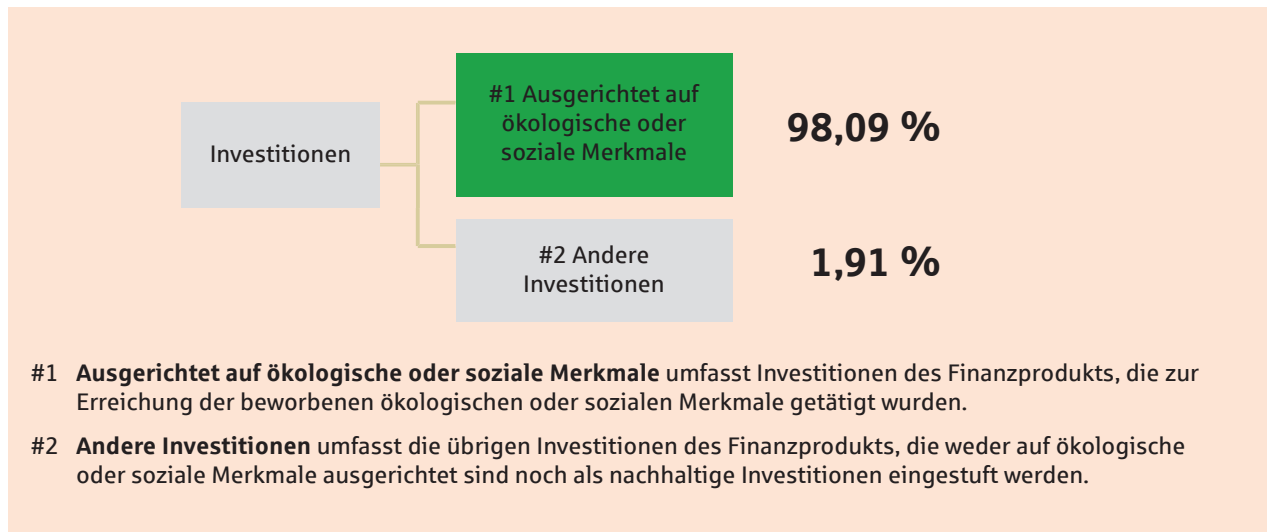 Investitionen
#1 Ausgerichtet auf
ökologische oder
soziale Merkmale
98,09 %
#2 Andere
Investitionen
1,91 %
#1 Ausgerichtet auf ökologische oder soziale Merkmale umfasst Investitionen des Finanzprodukts, die zur
Erreichung der beworbenen ökologischen oder sozialen Merkmale getätigt wurden.
#2 Andere Investitionen umfasst die übrigen Investitionen des Finanzprodukts, die weder auf ökologische
oder soziale Merkmale ausgerichtet sind noch als nachhaltige Investitionen eingestuft werden.